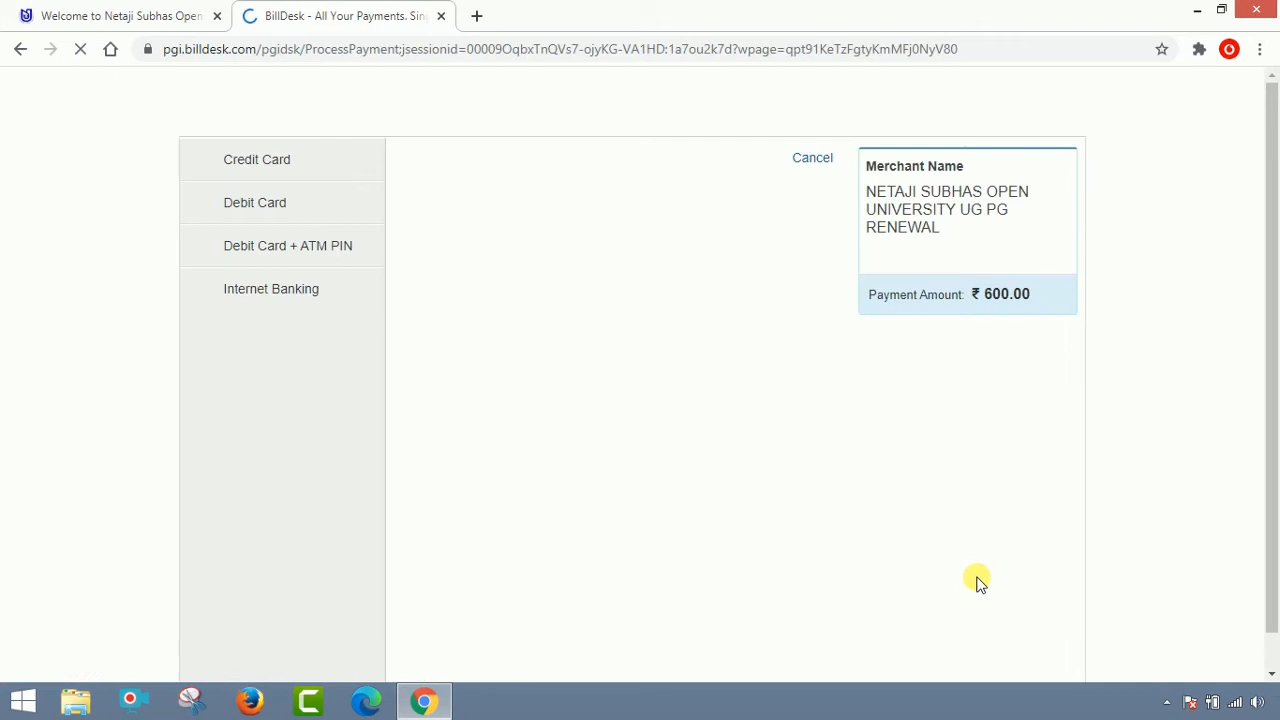 Welcome to Netaji Subhas Open
BillDesk - All Your Payments. Sin
pgi.billdesk.com/pgidsk/ProcessPayment;jsessionid=00009OqpxTnQVs7-ojyKG-VA1HD:1a7ou2k7d?wpage=qpt91KeTzFgtyKmMFj0NyV80
Credit Card
Debit Card
Debit Card + ATM PIN
Internet Banking
Cancel
Merchant Name
NETAJI SUBHAS OPEN
UNIVERSITY UG PG
RENEWAL
Payment Amount: ₹ 600.00